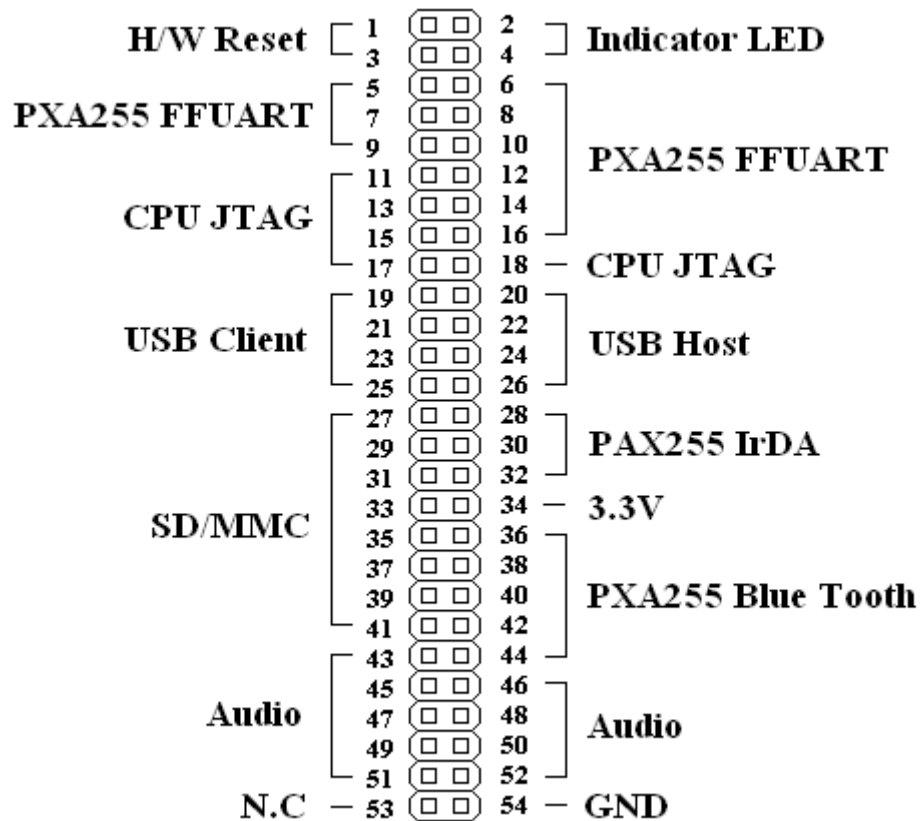 H/W Reset 1 2 Indicator LED
3 4
5 6
PXA255 FFUART 7 8
9 10 PXA255 FFUART
11 12
CPU JTAG 13 14
15 16
17 18 CPU JTAG
19 20
USB Client 21 22 USB Host
23 24
25 26
27 28
29 30 PAX255 IrDA
31 32
SD/MMC 33 34 3.3V
35 36
37 38
39 40 PXA255 Blue Tooth
41 42
43 44
45 46
Audio 47 48 Audio
49 50
51 52
N.C 53 54 GND